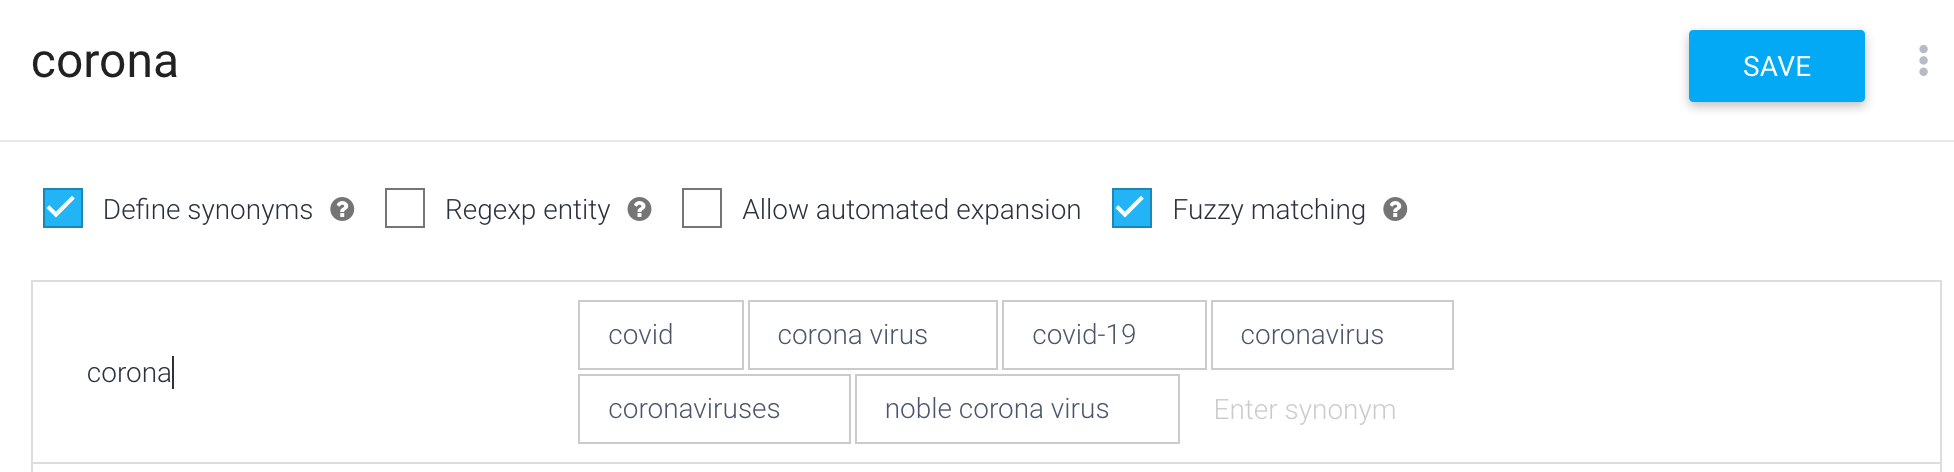 corona
SAVE
Define synonyms
Regexp entity
Allow automated expansion
Fuzzy matching
corona
covid
corona virus
covid-19
coronavirus
coronaviruses
noble corona virus
Enter synonym